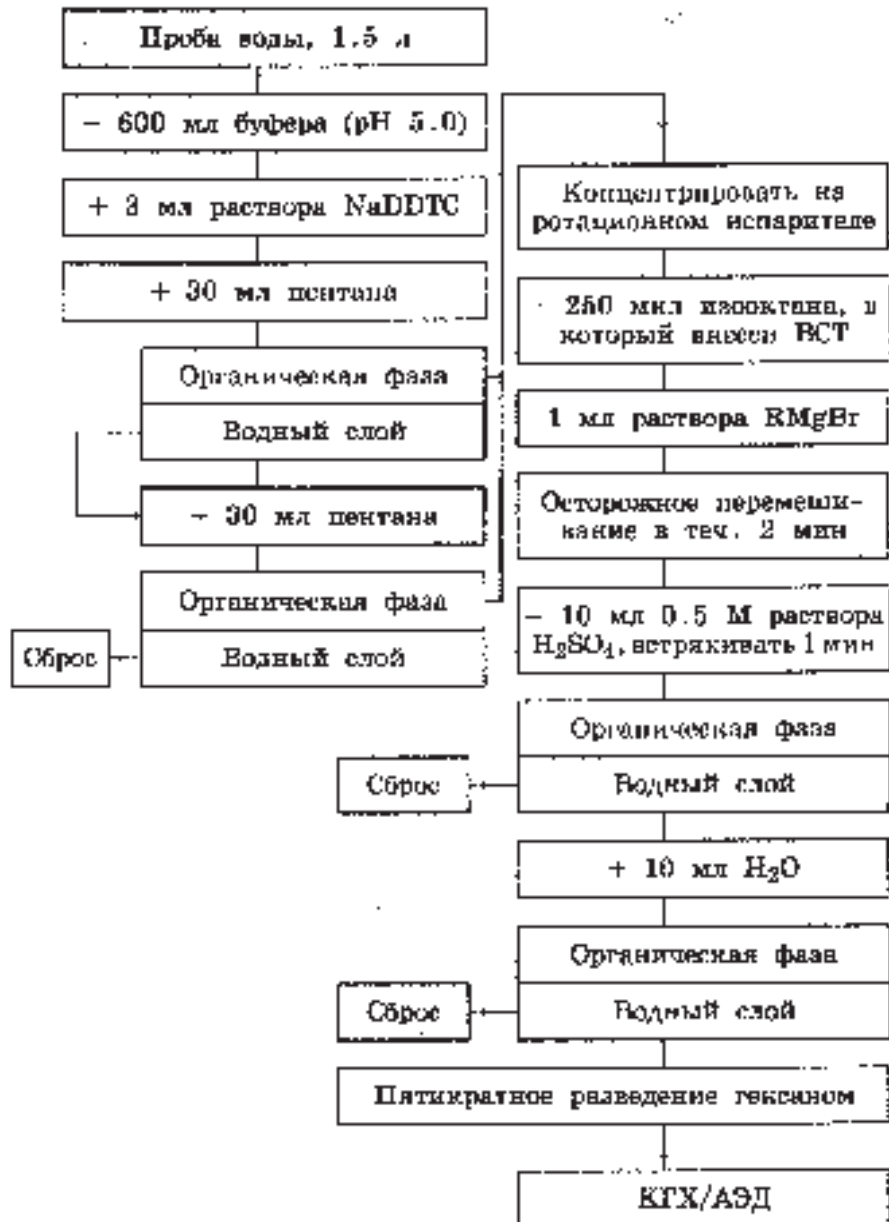 Проба воды, 1.5 л
– 600 мл буфера (pH 5.0)
+ 3 мл раствора NaDDTC
+ 30 мл пентана
Органическая фаза
Водный слой
– 30 мл пентана
Органическая фаза
Сброс
Водный слой
Концентрировать на
ротационном испарителе
250 мкл изооктана, в
который внесен ВСТ
1 мл раствора RMgBr
Осторожное перемеши-
вание в теч. 2 мин
– 10 мл 0.5 М раствора
H₂SO₄, встряхивать 1 мин
Органическая фаза
Сброс
Водный слой
+ 10 мл H₂O
Органическая фаза
Сброс
Водный слой
Пятикратное разведение гексаном
КГХ/АЭД